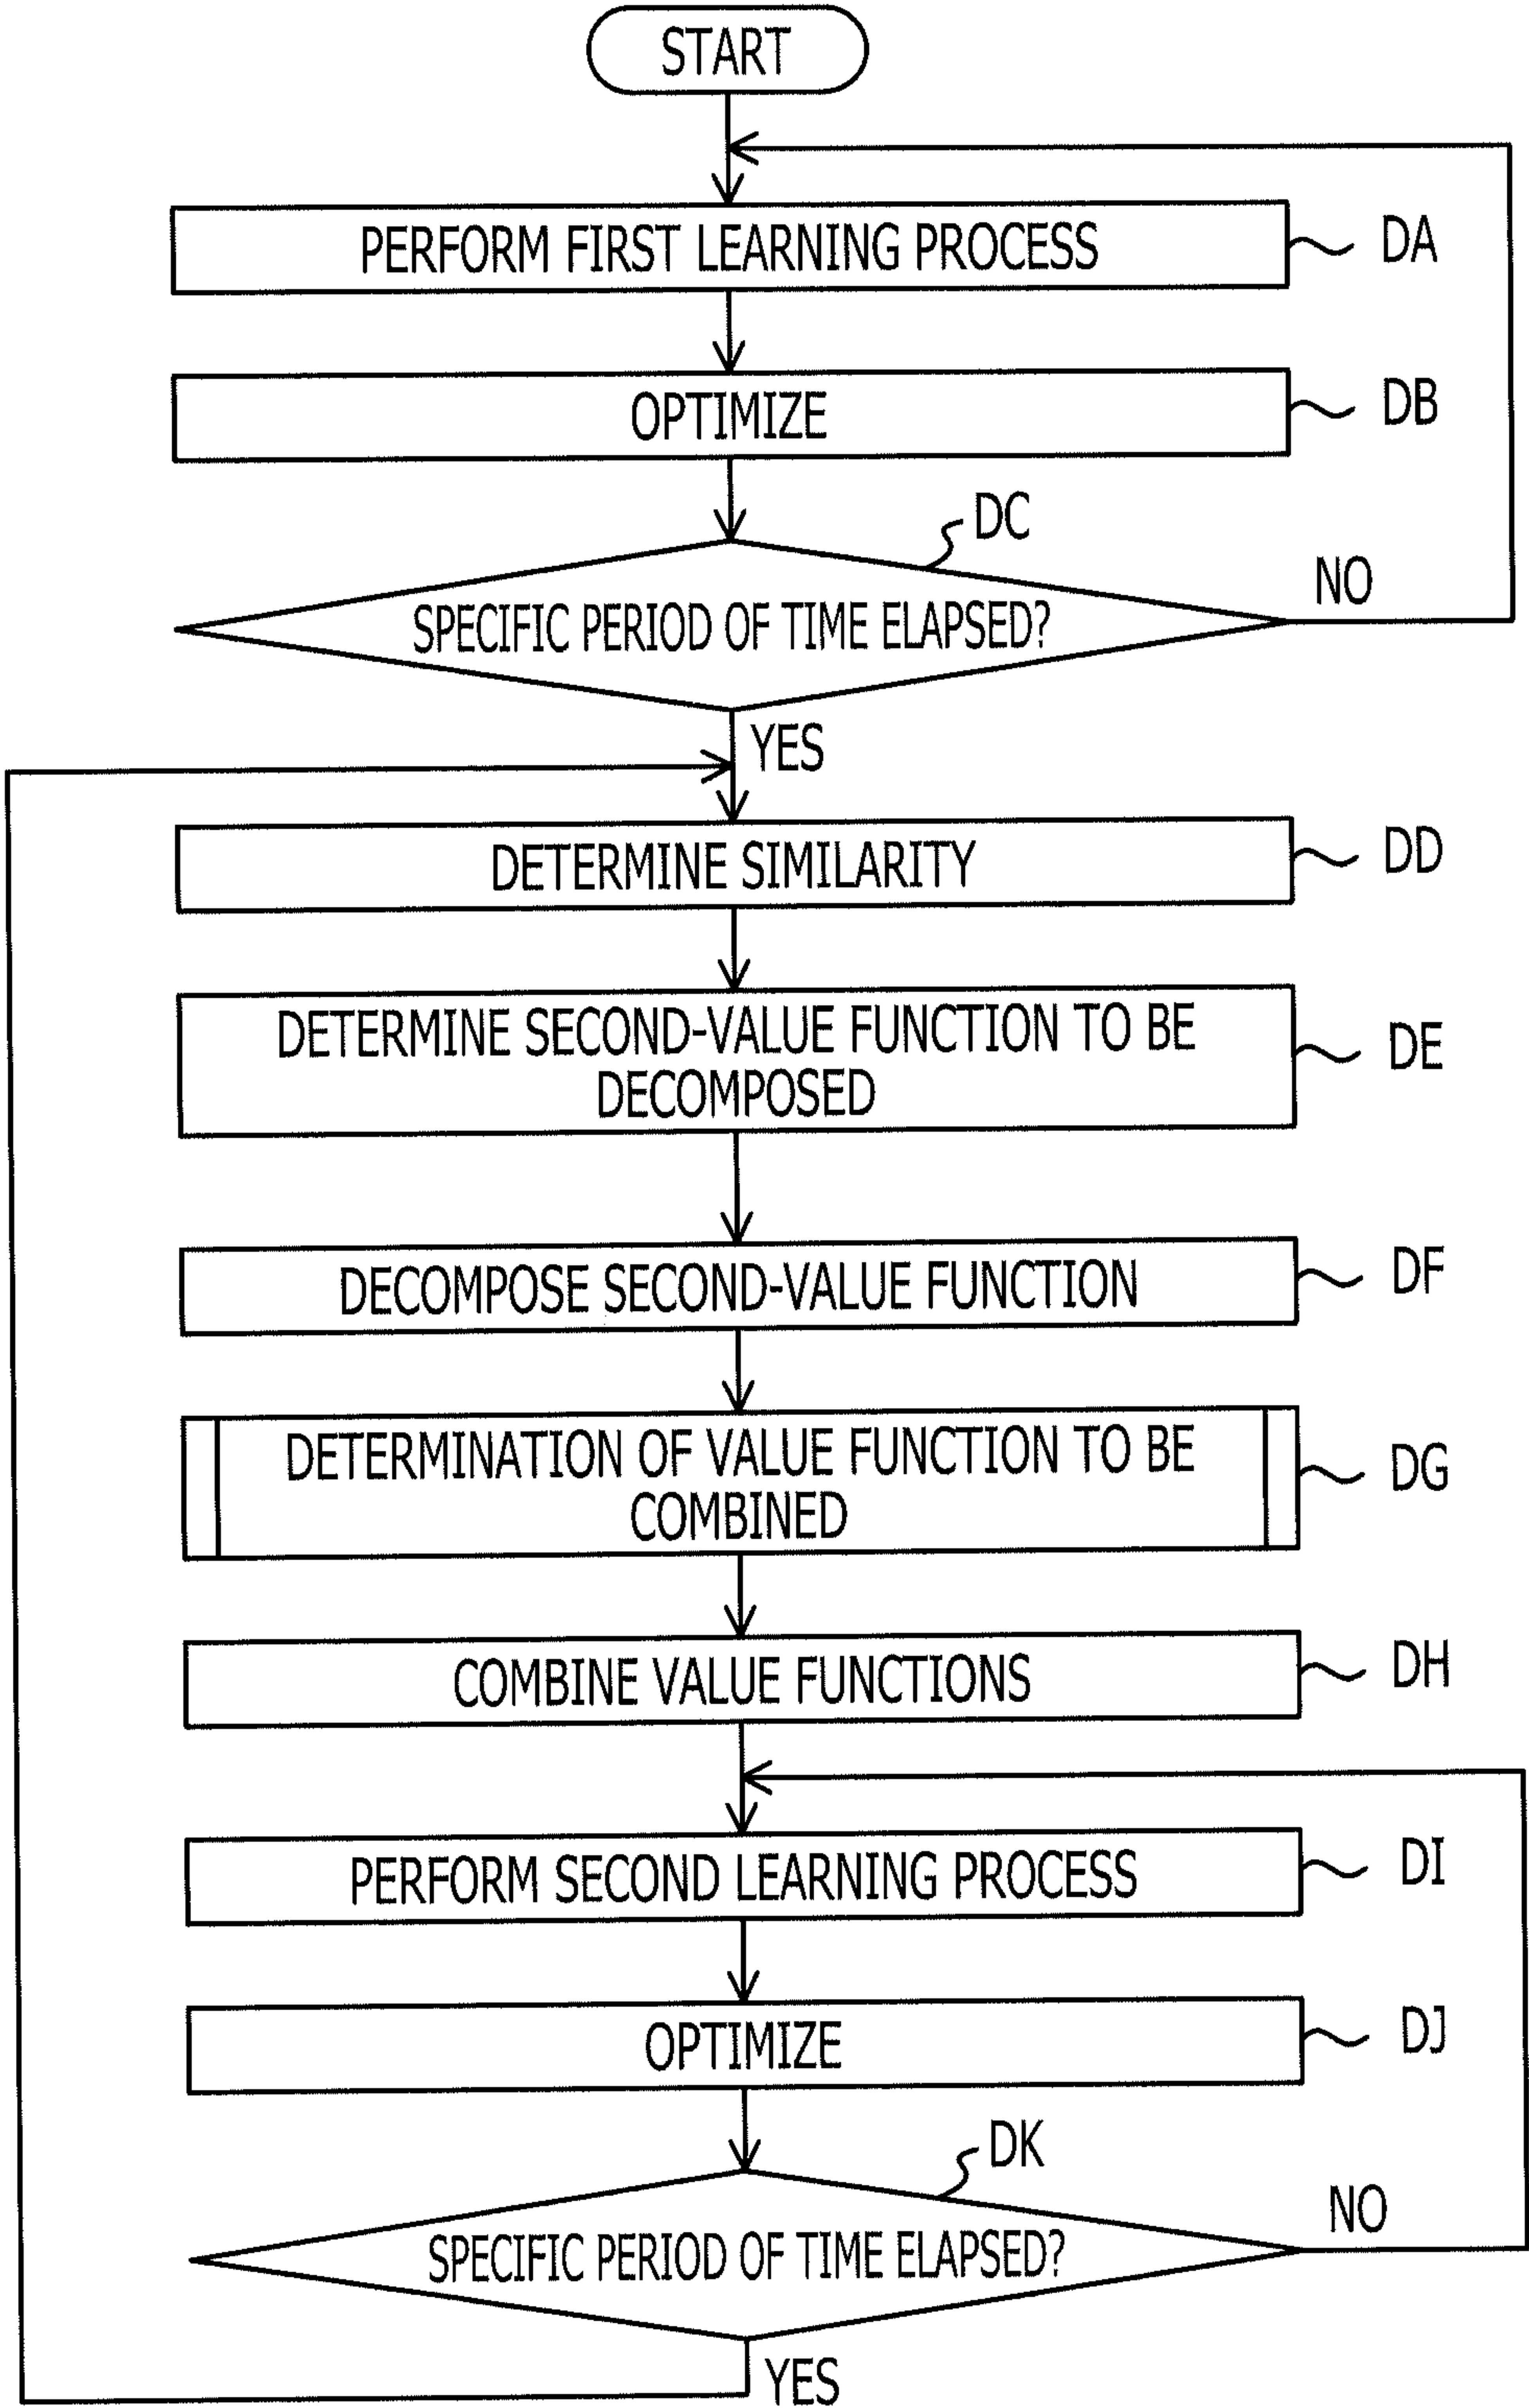 START
PERFORM FIRST LEARNING PROCESS
DA
OPTIMIZE
DB
DC
SPECIFIC PERIOD OF TIME ELAPSED?
NO
YES
DETERMINE SIMILARITY
DD
DETERMINE SECOND-VALUE FUNCTION TO BE
DECOMPOSED
DE
DECOMPOSE SECOND-VALUE FUNCTION
DF
DETERMINATION OF VALUE FUNCTION TO BE
COMBINED
DG
COMBINE VALUE FUNCTIONS
DH
PERFORM SECOND LEARNING PROCESS
DI
OPTIMIZE
DJ
DK
SPECIFIC PERIOD OF TIME ELAPSED?
NO
YES